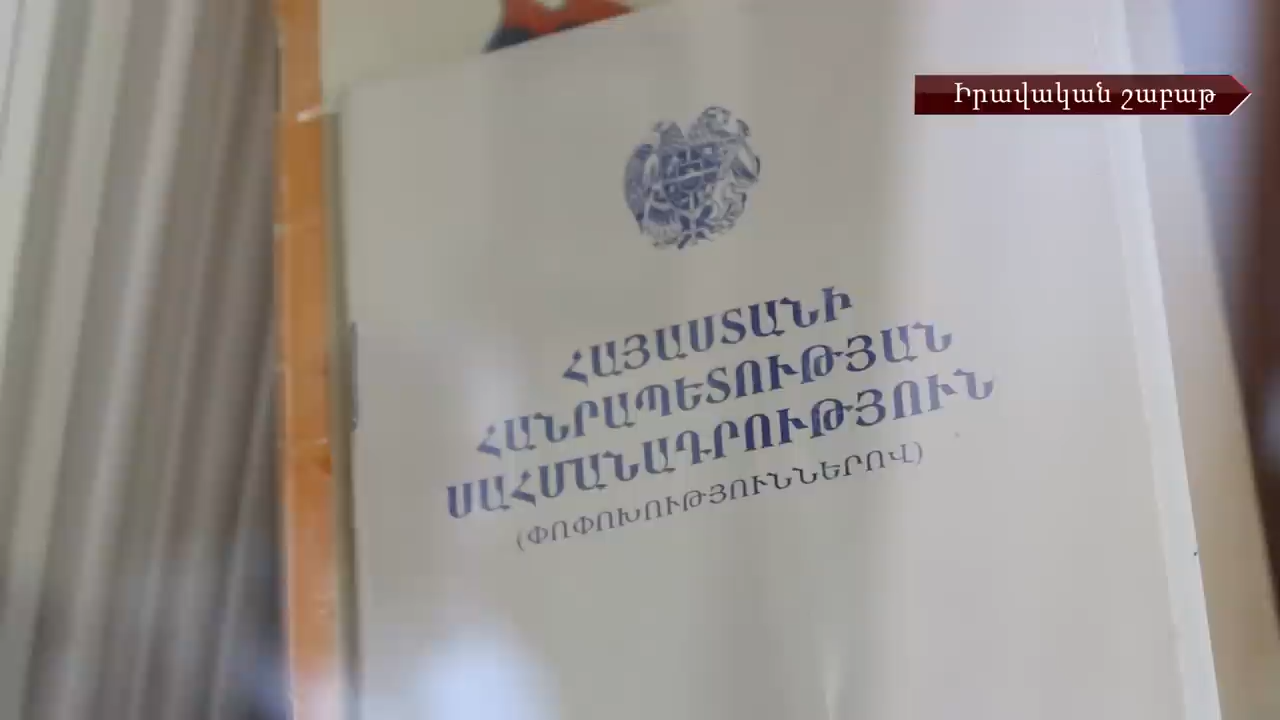 Իրավական շաբաթ
ՀԱՅԱՍՏԱՆԻ
ՀԱՆՐԱՊԵՏՈՒԹՅԱՆ
ՍԱՀՄԱՆԱԴՐՈՒԹՅՈՒՆ
(ՓՈՓՈԽՈՒԹՅՈՒՆՆԵՐՈՎ)